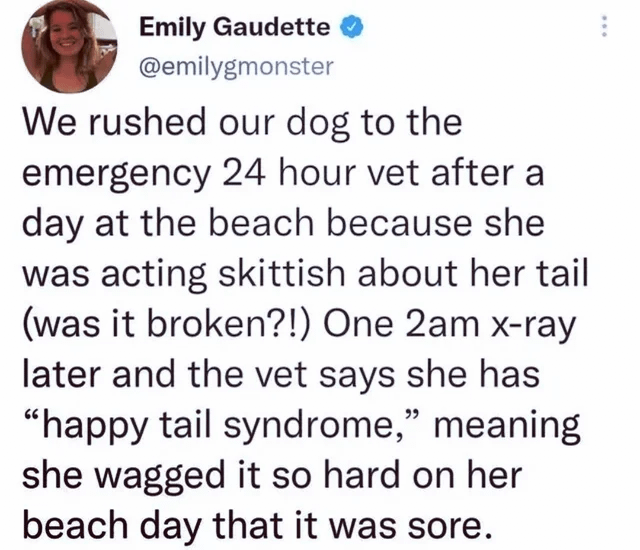 Emily Gaudette
@emilygmonster
We rushed our dog to the
emergency 24 hour vet after a
day at the beach because she
was acting skittish about her tail
(was it broken?!) One 2am x-ray
later and the vet says she has
“happy tail syndrome,” meaning
she wagged it so hard on her
beach day that it was sore.